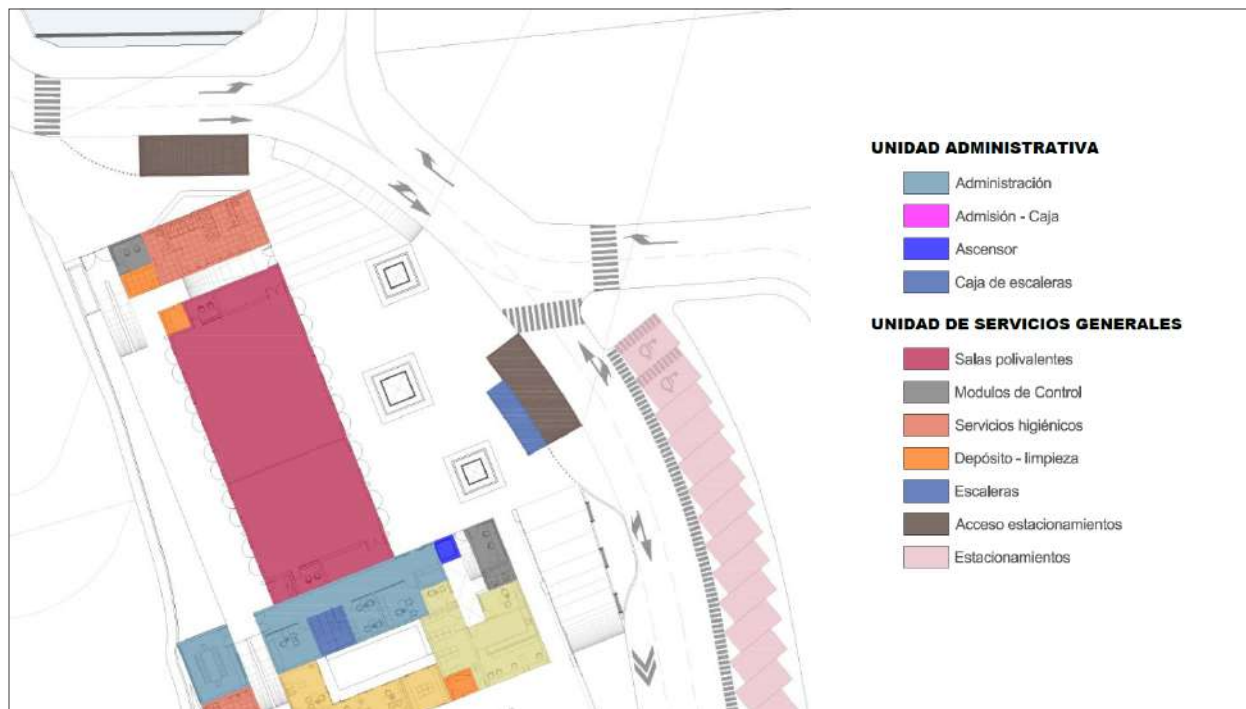 UNIDAD ADMINISTRATIVA
Administración
Admisión - Caja
Ascensor
Caja de escaleras
UNIDAD DE SERVICIOS GENERALES
Salas polivalentes
Modulos de Control
Servicios higiénicos
Depósito - limpieza
Escaleras
Acceso estacionamientos
Estacionamientos